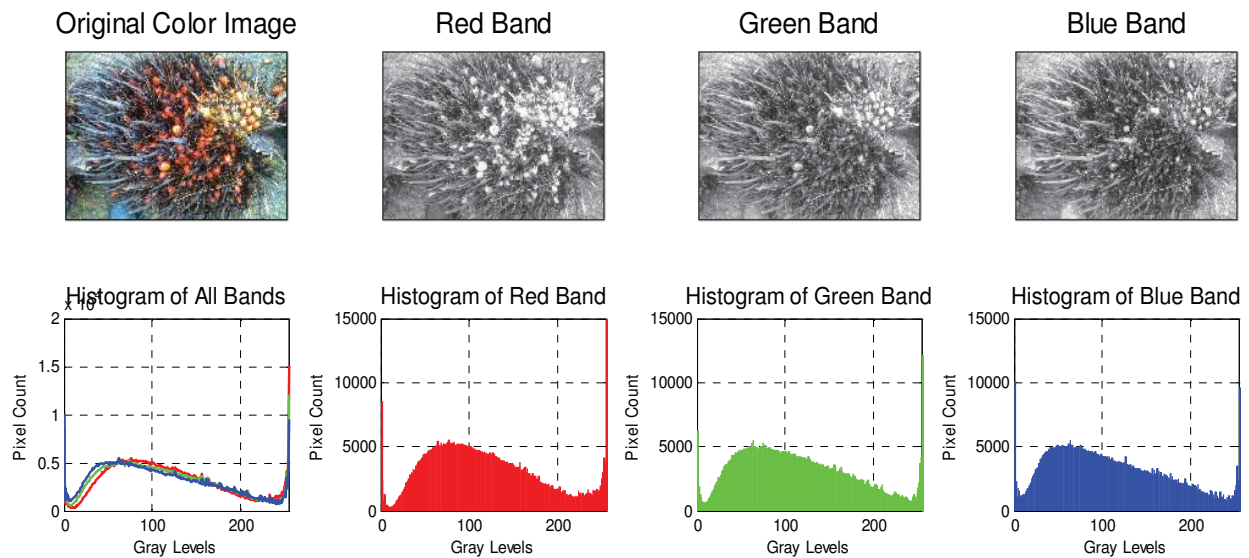 Original Color Image
Red Band
Green Band
Blue Band
Histogram of All Bands
Histogram of Red Band
Histogram of Green Band
Histogram of Blue Band
2
1.5
1
0.5
0
Pixel Count
0 100 200
Gray Levels
15000
10000
5000
0
Pixel Count
0 100 200
Gray Levels
15000
10000
5000
0
Pixel Count
0 100 200
Gray Levels
15000
10000
5000
0
Pixel Count
0 100 200
Gray Levels